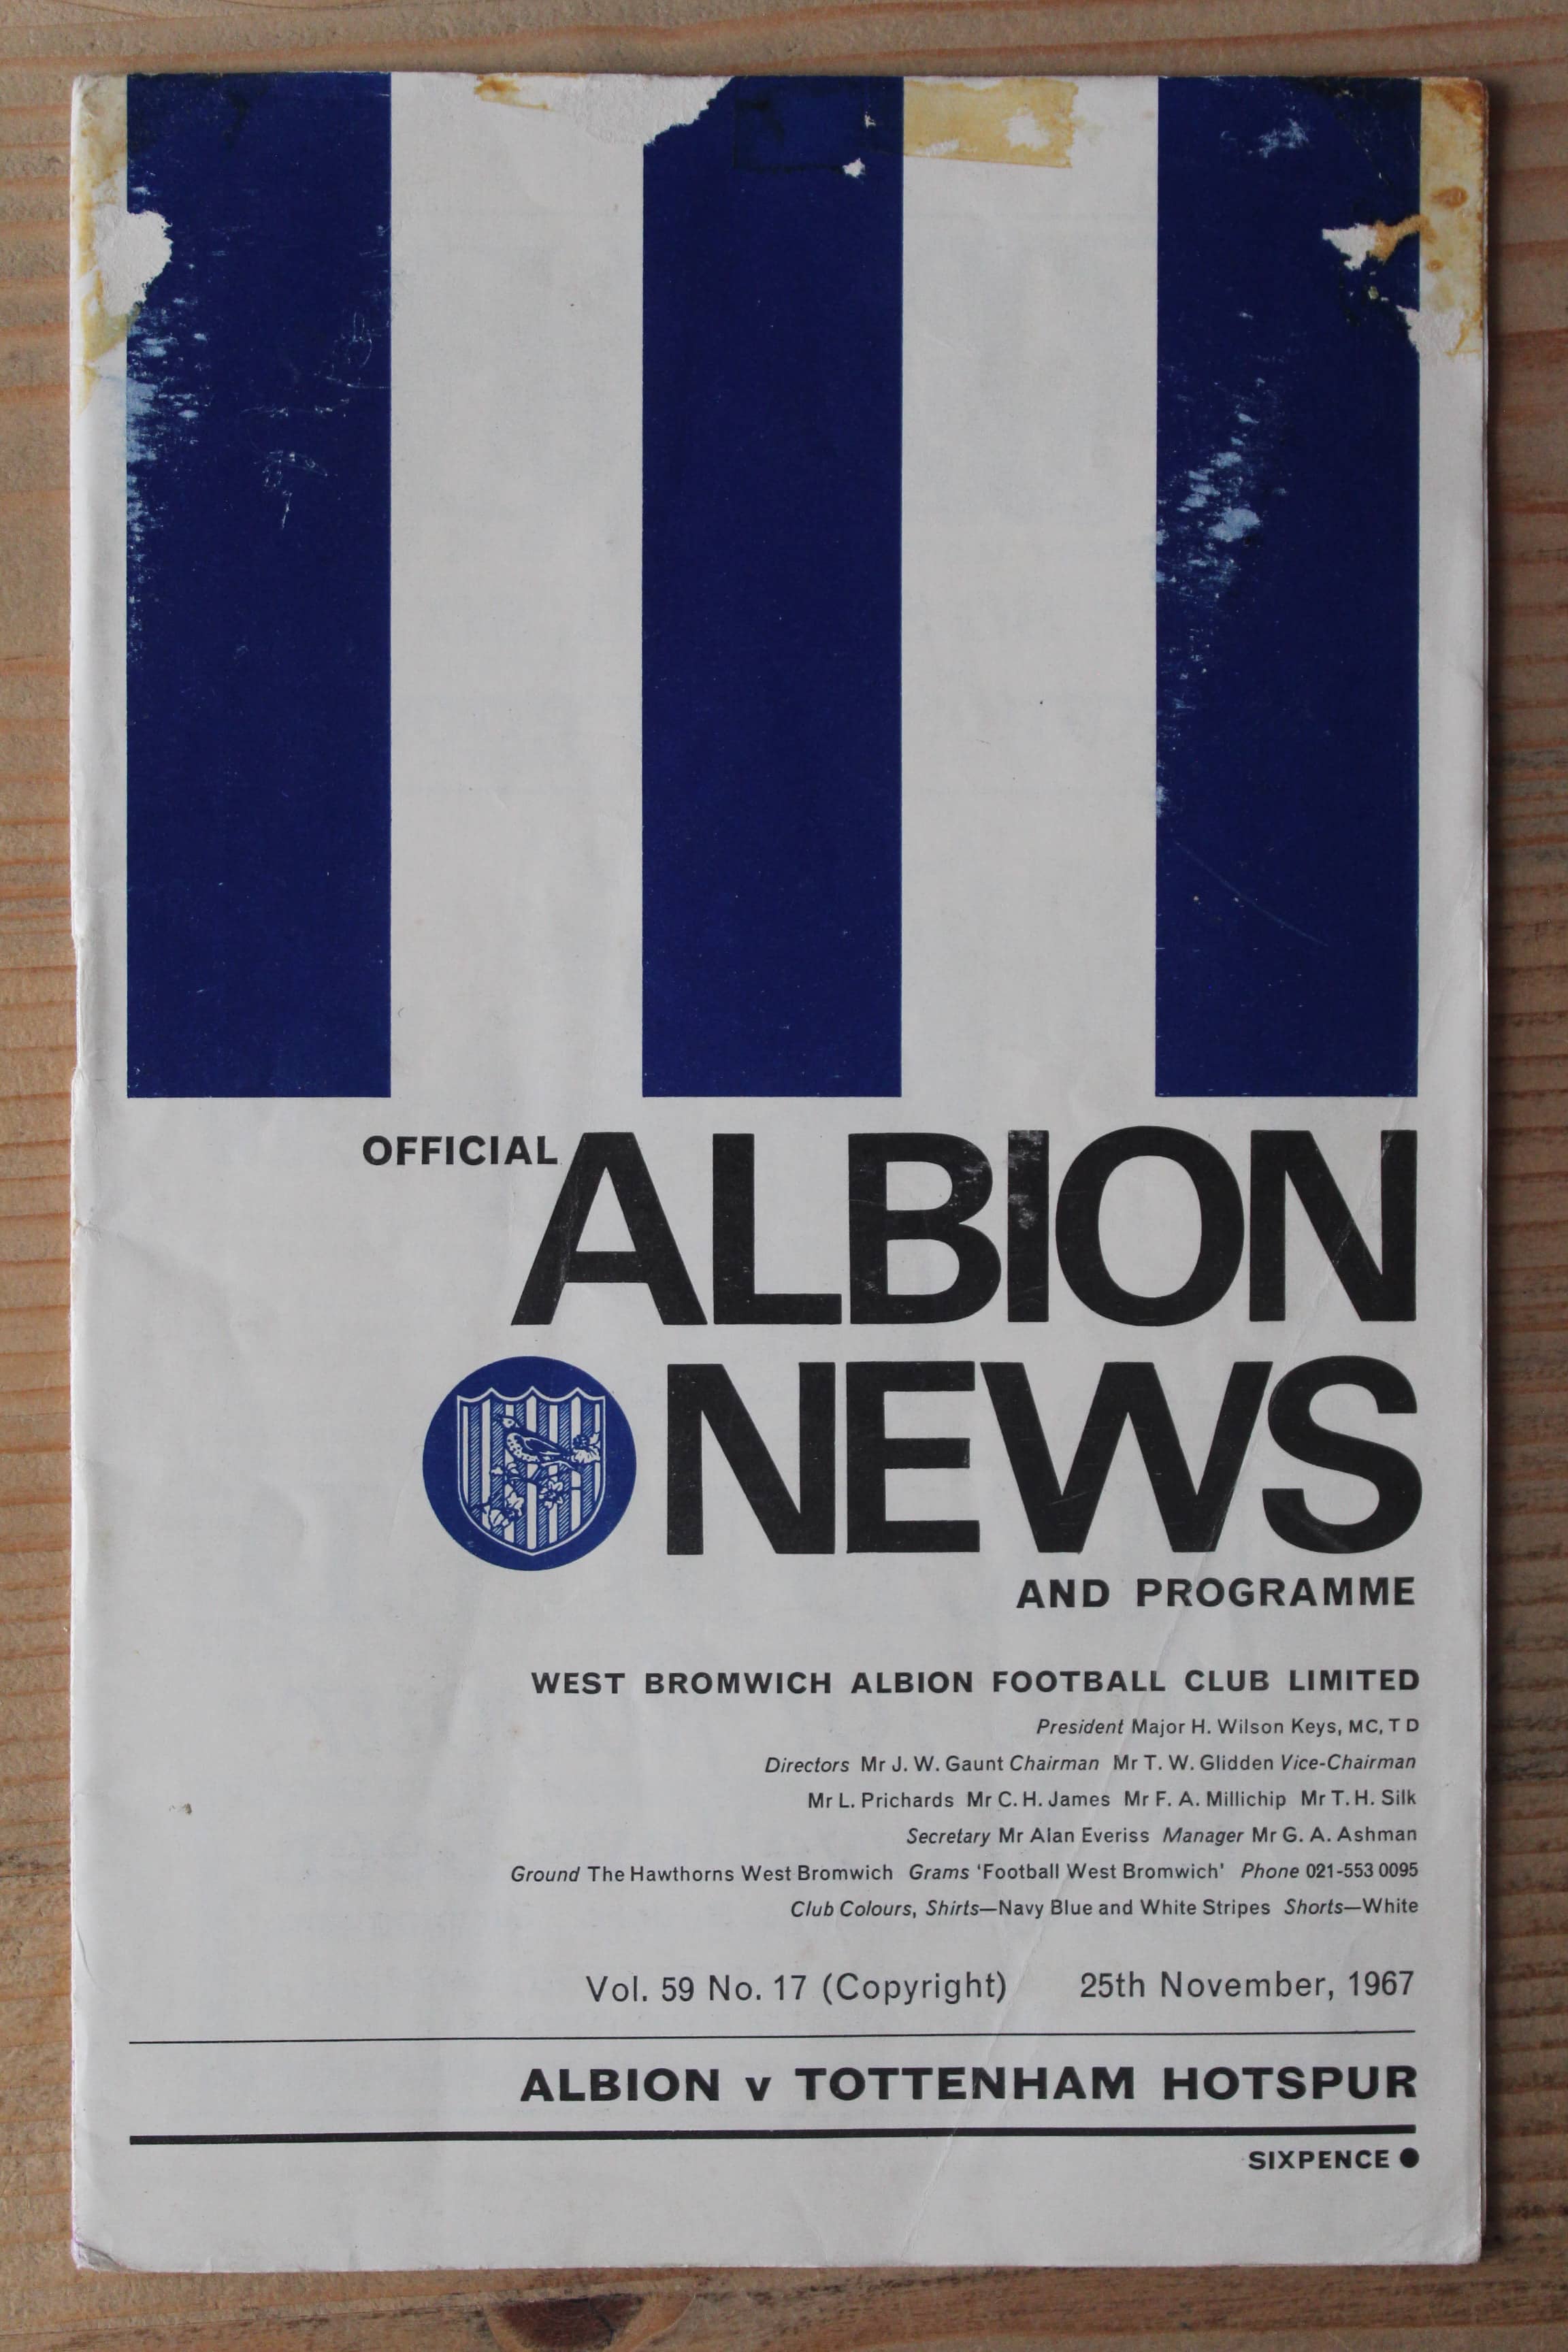 OFFICIAL ALBION
NEWS
AND PROGRAMME
WEST BROMWICH ALBION FOOTBALL CLUB LIMITED
President Major H. Wilson Keys, MC, T D
Directors Mr J. W. Gaunt Chairman Mr T. W. Glidden Vice-Chairman
Mr L. Prichards Mr C. H. James Mr F. A. Millichip Mr T. H. Silk
Secretary Mr Alan Everiss Manager Mr G. A. Ashman
Ground The Hawthorns West Bromwich Grams 'Football West Bromwich' Phone 021-553 0095
Club Colours, Shirts—Navy Blue and White Stripes Shorts—White
Vol. 59 No. 17 (Copyright) 25th November, 1967
ALBION v TOTTENHAM HOTSPUR
SIXPENCE ●